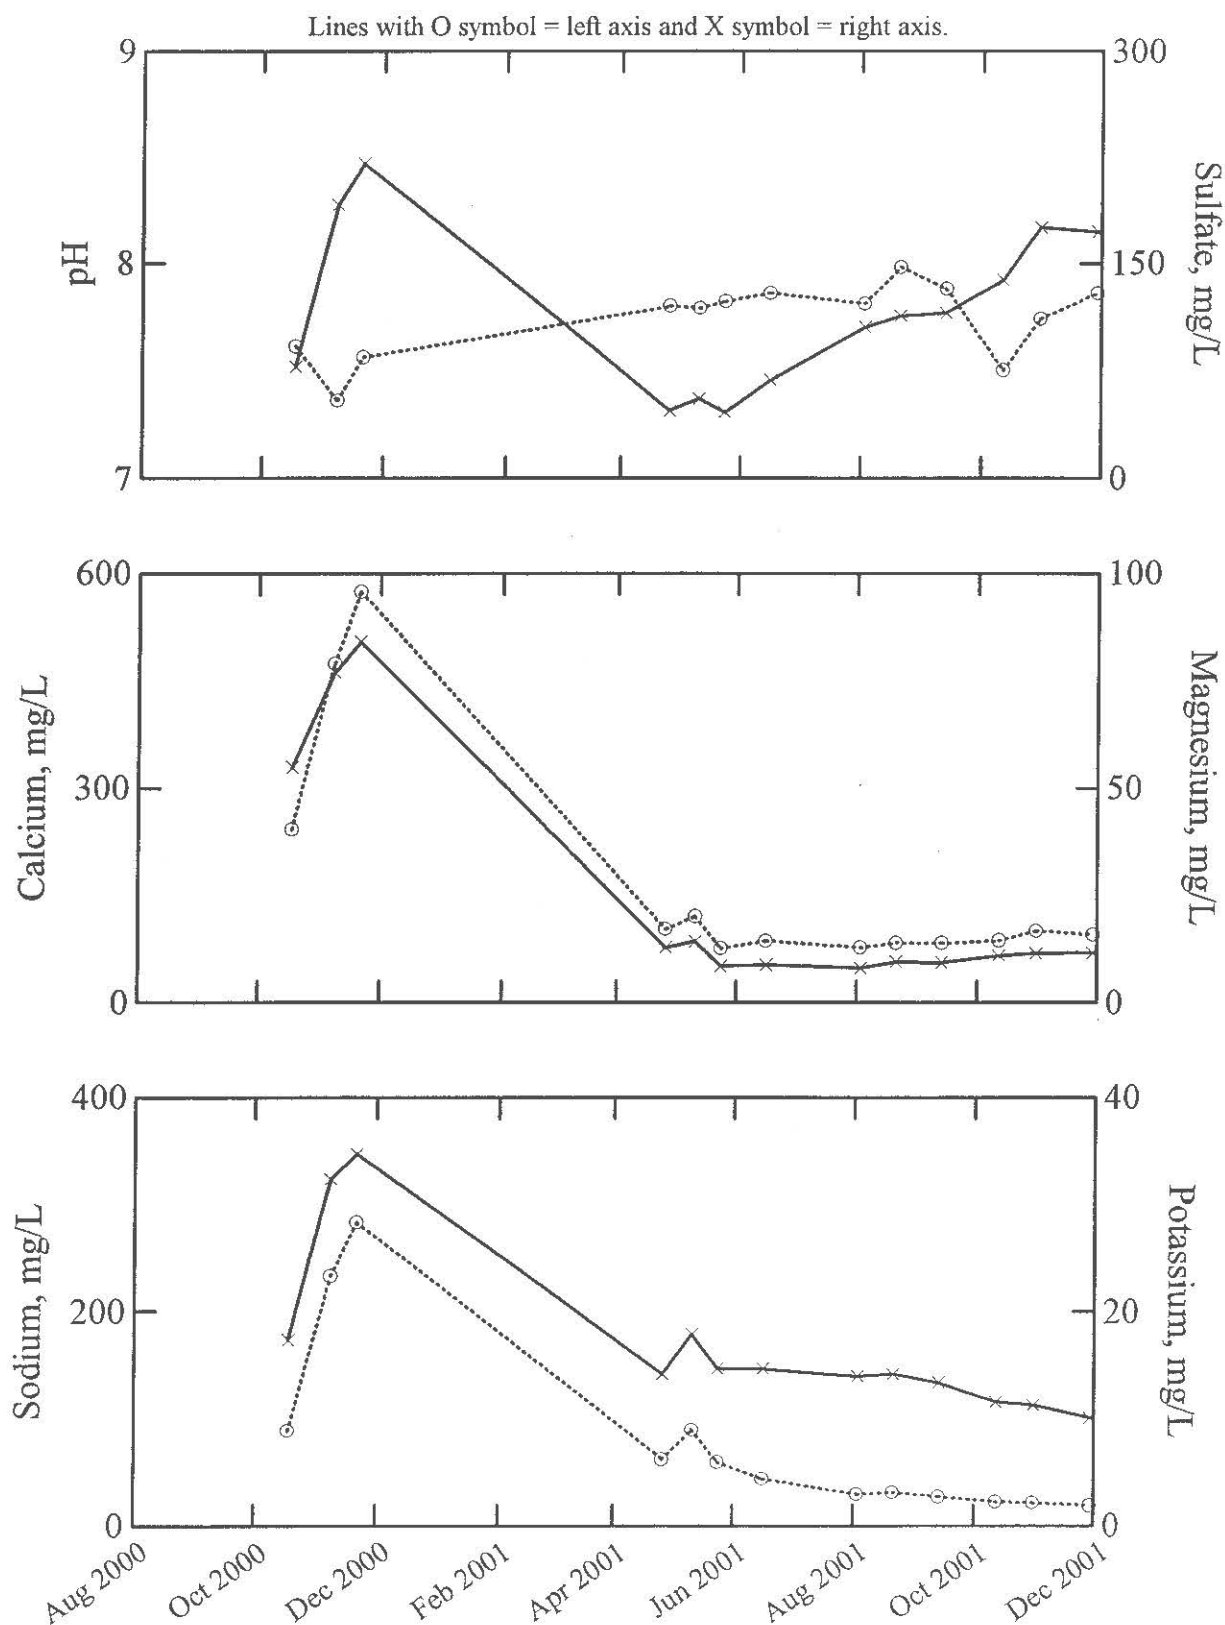 Lines with O symbol = left axis and X symbol = right axis.
9
300
pH
8
150
Sulfate, mg/L
7
0
600
100
Calcium, mg/L
300
50
Magnesium, mg/L
0
0
400
40
Sodium, mg/L
200
20
Potassium, mg/L
0
0
Aug 2000
Oct 2000
Dec 2000
Feb 2001
Apr 2001
Jun 2001
Aug 2001
Oct 2001
Dec 2001